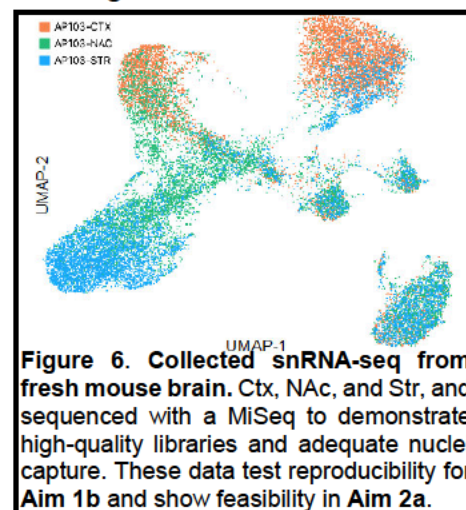 AP103-CTX
AP103-NAC
AP103-STR
UMAP-2
UMAP-1
Figure 6. Collected snRNA-seq from
fresh mouse brain. Ctx, NAc, and Str, and
sequenced with a MiSeq to demonstrate
high-quality libraries and adequate nucle
capture. These data test reproducibility for
Aim 1b and show feasibility in Aim 2a.